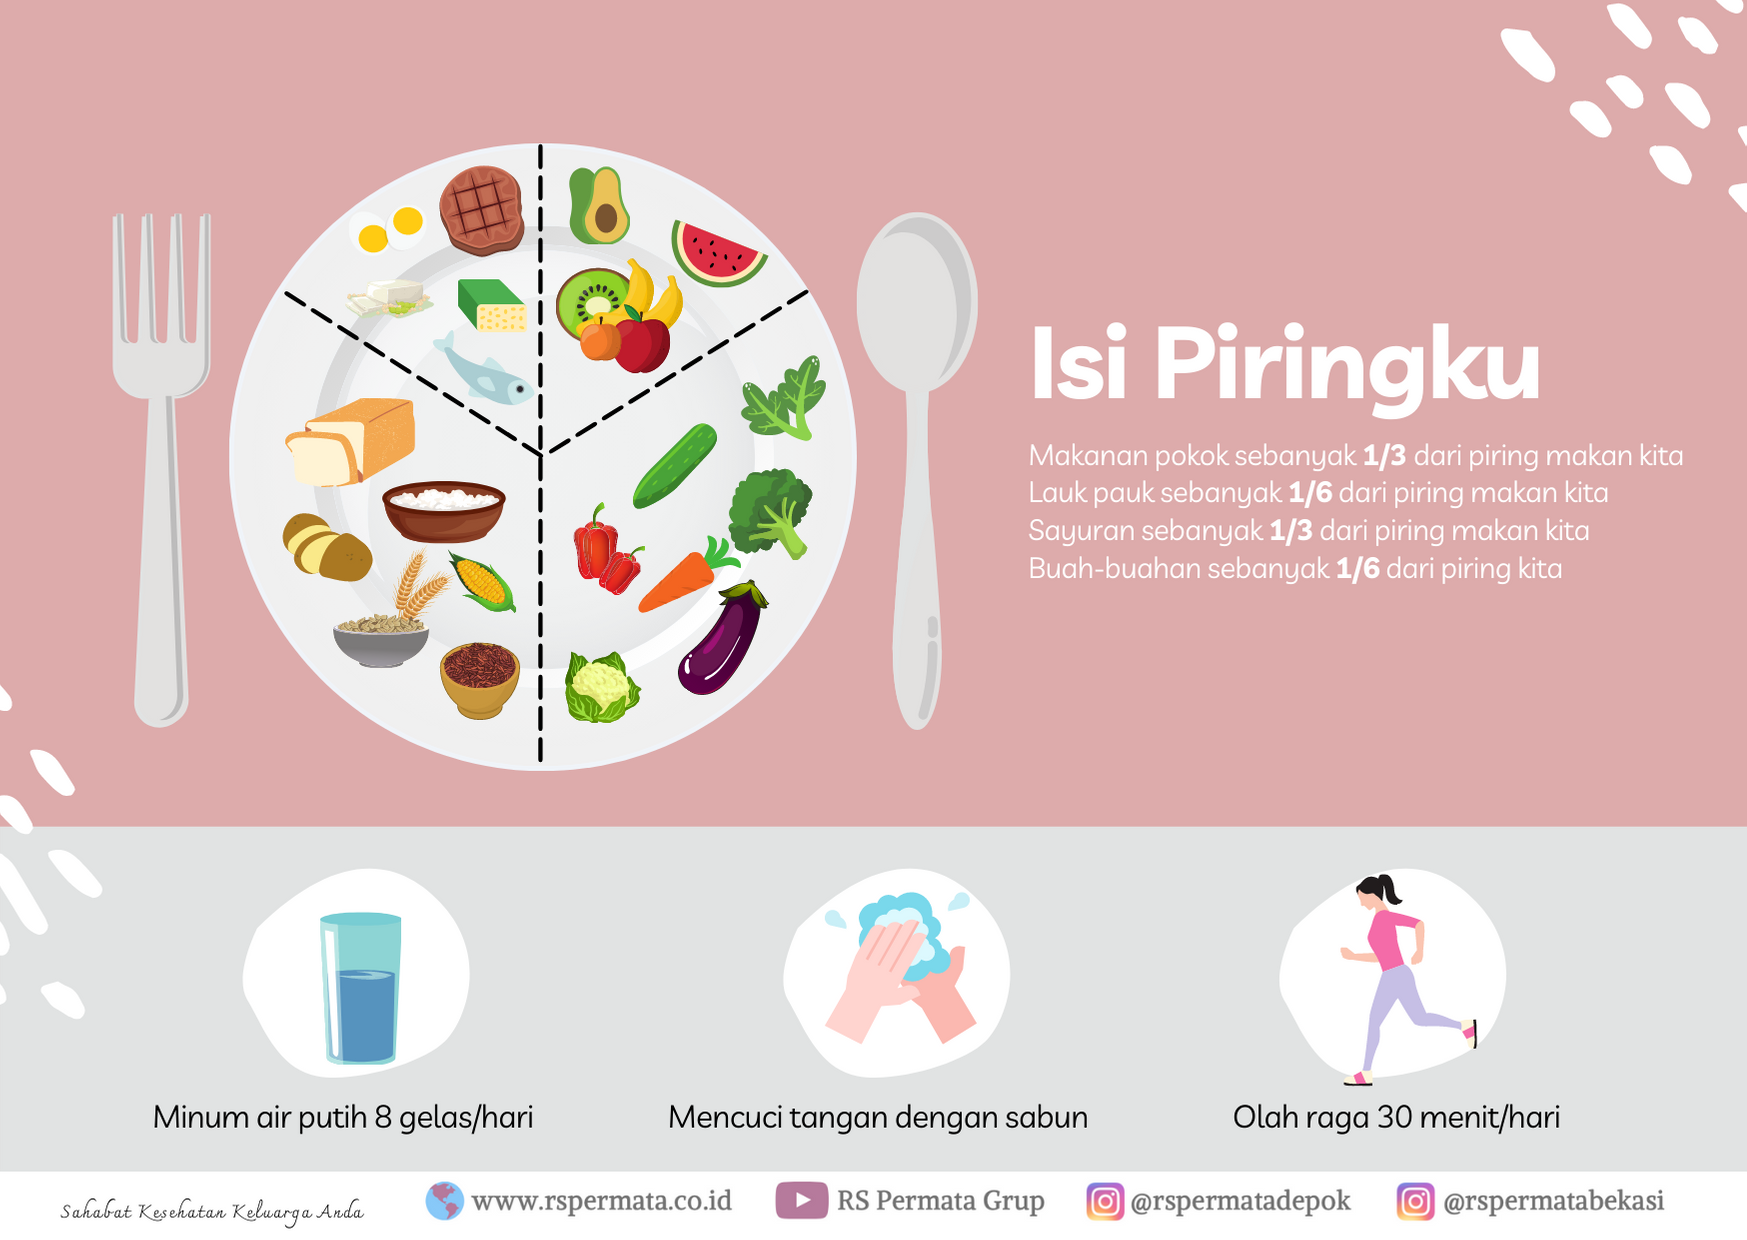 Isi Piringku
Makanan pokok sebanyak 1/3 dari piring makan kita
Lauk pauk sebanyak 1/6 dari piring makan kita
Sayuran sebanyak 1/3 dari piring makan kita
Buah-buahan sebanyak 1/6 dari piring kita
Minum air putih 8 gelas/hari
Mencuci tangan dengan sabun
Olah raga 30 menit/hari
Sahabat Kesehatan Keluarga Anda
www.rspermata.co.id
RS Permata Grup
@rspermatadepok
@rspermatabekasi